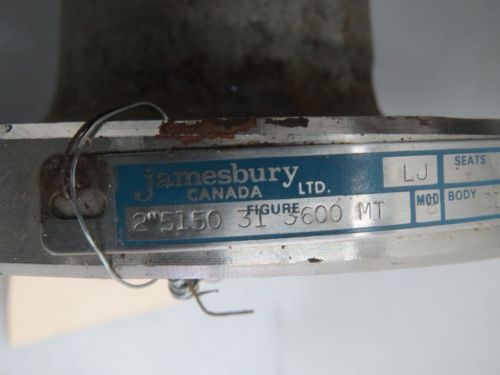 jamesbury
CANADA LTD.
FIGURE
2"5150 31 3600 MT
LJ
SEATS
MOD
BODY